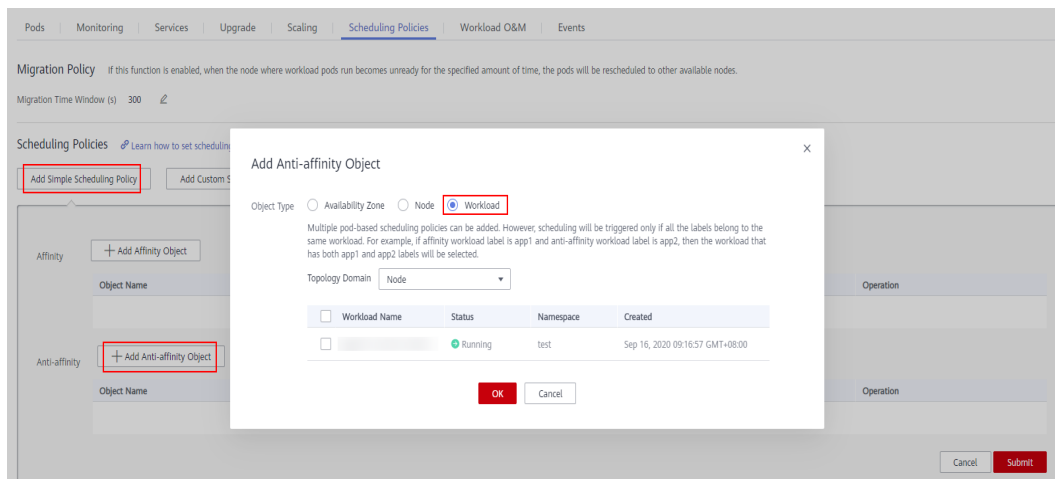 Pods Monitoring Services Upgrade Scaling Scheduling Policies Workload O&M Events
Migration Policy If this function is enabled, when the node where workload pods run becomes unready for the specified amount of time, the pods will be rescheduled to other available nodes.
Migration Time Window (s) 300
Scheduling Policies Learn how to set scheduling
Add Simple Scheduling Policy Add Custom S
Affinity + Add Affinity Object
Object Name Operation
Anti-affinity + Add Anti-affinity Object
Object Name Operation
Cancel Submit
Add Anti-affinity Object
Object Type Availability Zone Node Workload
Multiple pod-based scheduling policies can be added. However, scheduling will be triggered only if all the labels belong to the
same workload. For example, if affinity workload label is app1 and anti-affinity workload label is app2, then the workload that
has both app1 and app2 labels will be selected.
Topology Domain Node
Workload Name Status Namespace Created
Running test Sep 16, 2020 09:16:57 GMT+08:00
OK Cancel